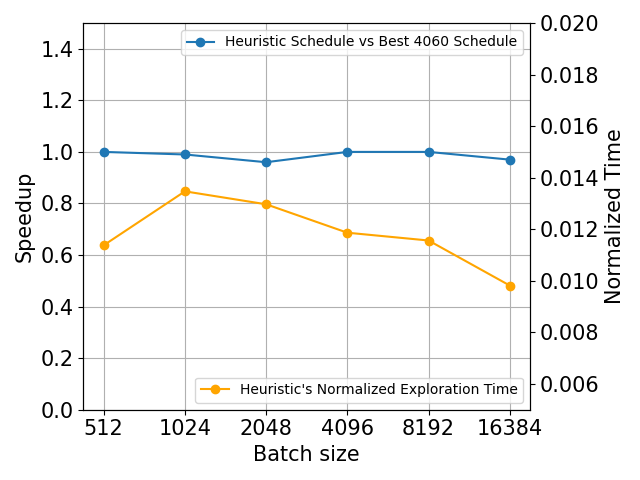 Heuristic Schedule vs Best 4060 Schedule
Heuristic's Normalized Exploration Time
Speedup
1.4
1.2
1.0
0.8
0.6
0.4
0.2
0.0
512 1024 2048 4096 8192 16384
Batch size
0.020
0.018
0.016
0.014
0.012
0.010
0.008
0.006
Normalized Time